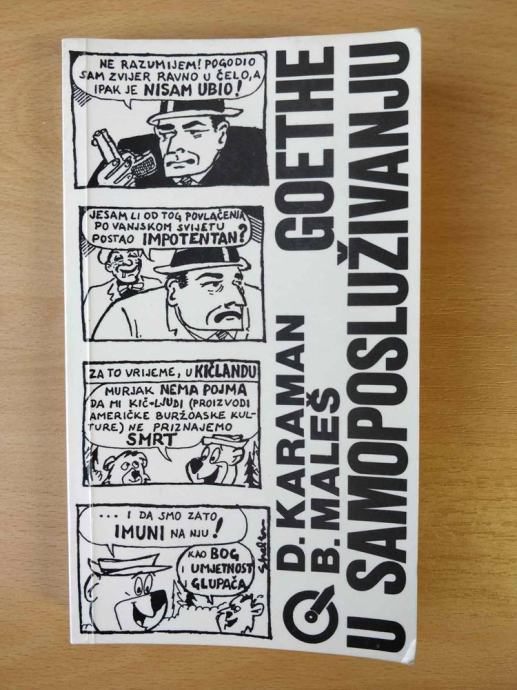 NE RAZUMIJEM! POGODIO
SAM ZVIJER RAVNO U ČELO, A
IPAK JE NISAM UBIO!
JESAM LI OD TOG POVLAČENJA
PO VANJSKOM SVIJETU
POSTAO IMPOTENTAN?
ZA TO VRIJEME, U KIČLANDU
MURJAK NEMA POJMA
DA MI KIČ-LJUDI (PROIZVODI
AMERIČKE BURŽOASKE KUL-
TURE) NE PRIZNAJEMO
SMRT
... I DA SMO ZATO
IMUNI NA NJU!
KAO BOG
I UMJETNOST
I GLUPAČA
D. KARAMAN
B. MALEŠ
GOETHE
U SAMOPOSLUŽIVANJU